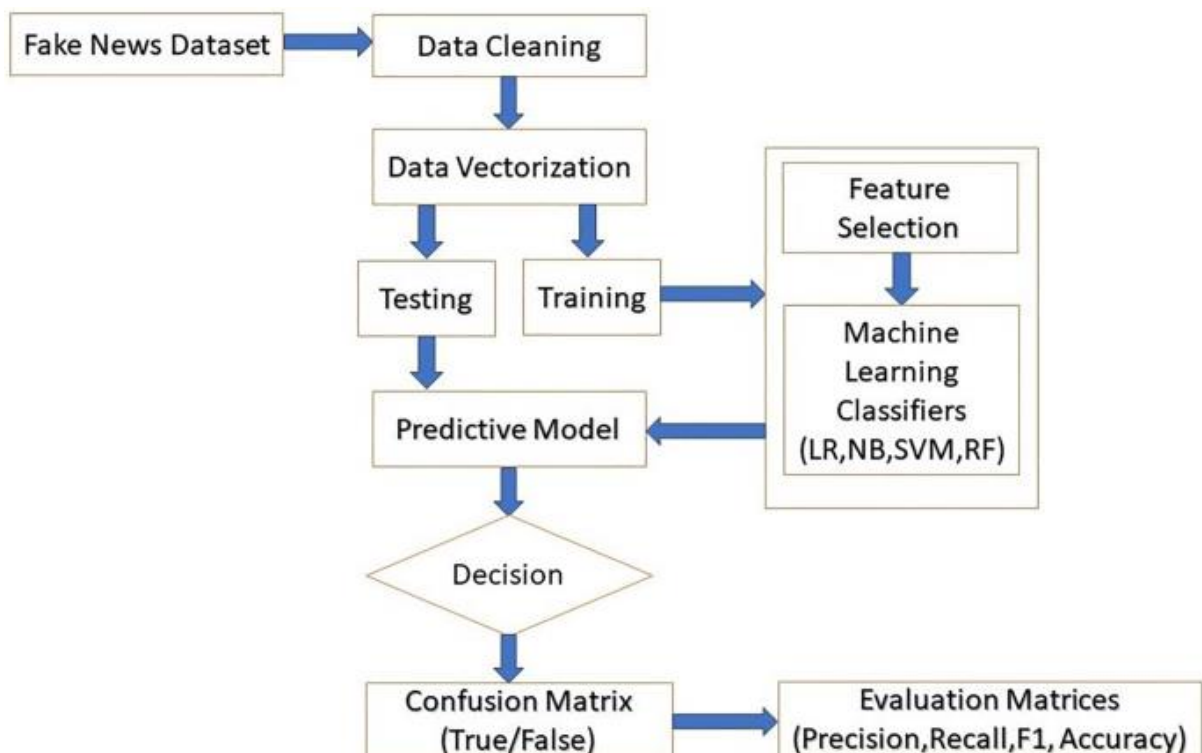 Fake News Dataset
Data Cleaning
Data Vectorization
Testing
Training
Feature
Selection
Machine
Learning
Classifiers
(LR,NB,SVM,RF)
Predictive Model
Decision
Confusion Matrix
(True/False)
Evaluation Matrices
(Precision,Recall,F1, Accuracy)